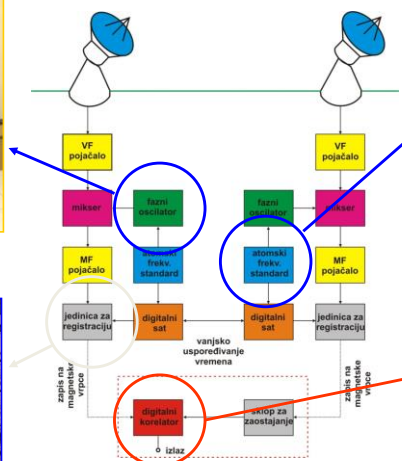 VF
pojačalo
VF
pojačalo
mikser
fazni
oscilator
fazni
oscilator
mikser
MF
pojačalo
atomski
frekv.
standard
atomski
frekv.
standard
MF
pojačalo
jedinica za
registraciju
digitalni
sat
digitalni
sat
jedinica za
registraciju
vanjsko
uspoređivanje
vremena
zapis na
magnetske
vrpce
zapis na
magnetske
vrpce
digitalni
korelator
sklop za
zaostajanje
izlaz